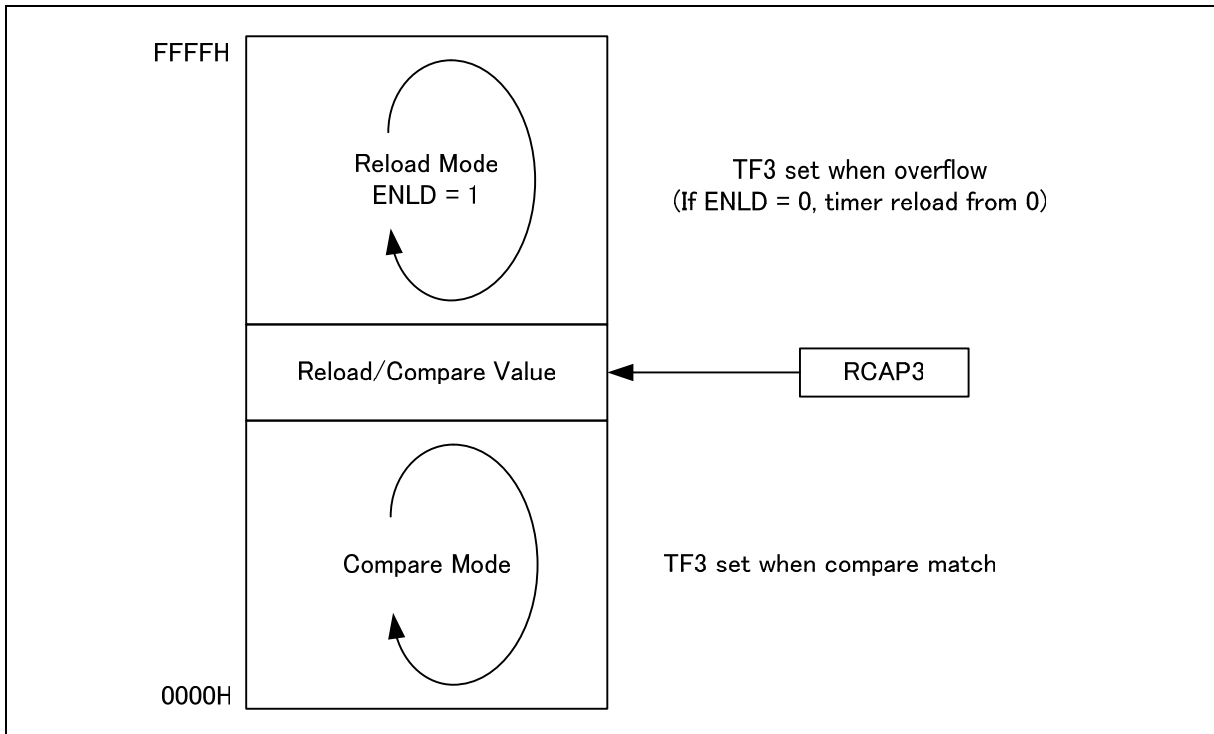 FFFFH
Reload Mode
ENLD = 1
TF3 set when overflow
(If ENLD = 0, timer reload from 0)
Reload/Compare Value
RCAP3
Compare Mode
TF3 set when compare match
0000H